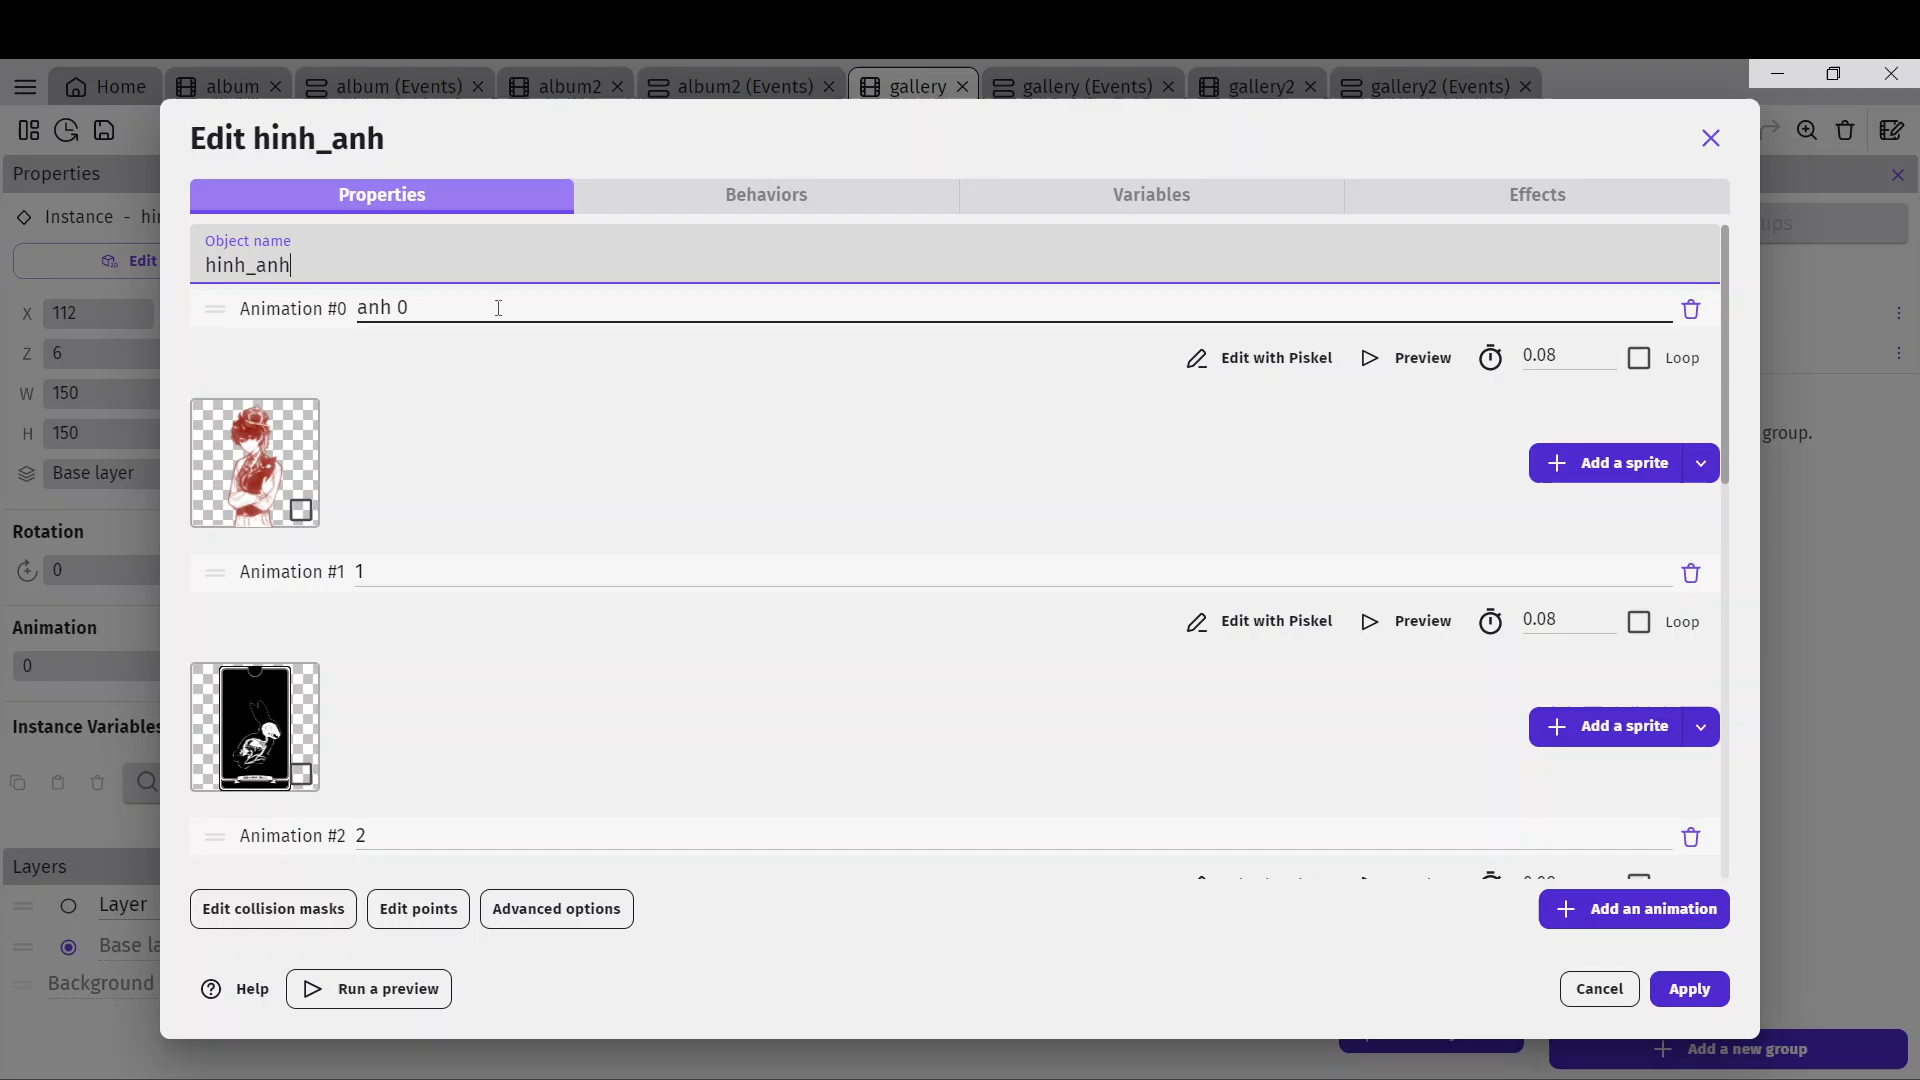 Home
album
album (Events)
album2
album2 (Events)
gallery
gallery (Events)
gallery2
gallery2 (Events)
Edit hinh_anh
Properties
Properties
Behaviors
Variables
Effects
Instance -
Edit
Object name
hinh_anh
Animation #0 anh 0
X 112
Z 6
W 150
H 150
Base layer
Edit with Piskel
Preview
0.08
Loop
group.
Add a sprite
Rotation
0
Animation #1 1
Animation
0
Edit with Piskel
Preview
0.08
Loop
Instance Variables
Add a sprite
Animation #2 2
Layers
Layer
Base la
Background
Edit collision masks
Edit points
Advanced options
Add an animation
Help
Run a preview
Cancel
Apply
Add a new group